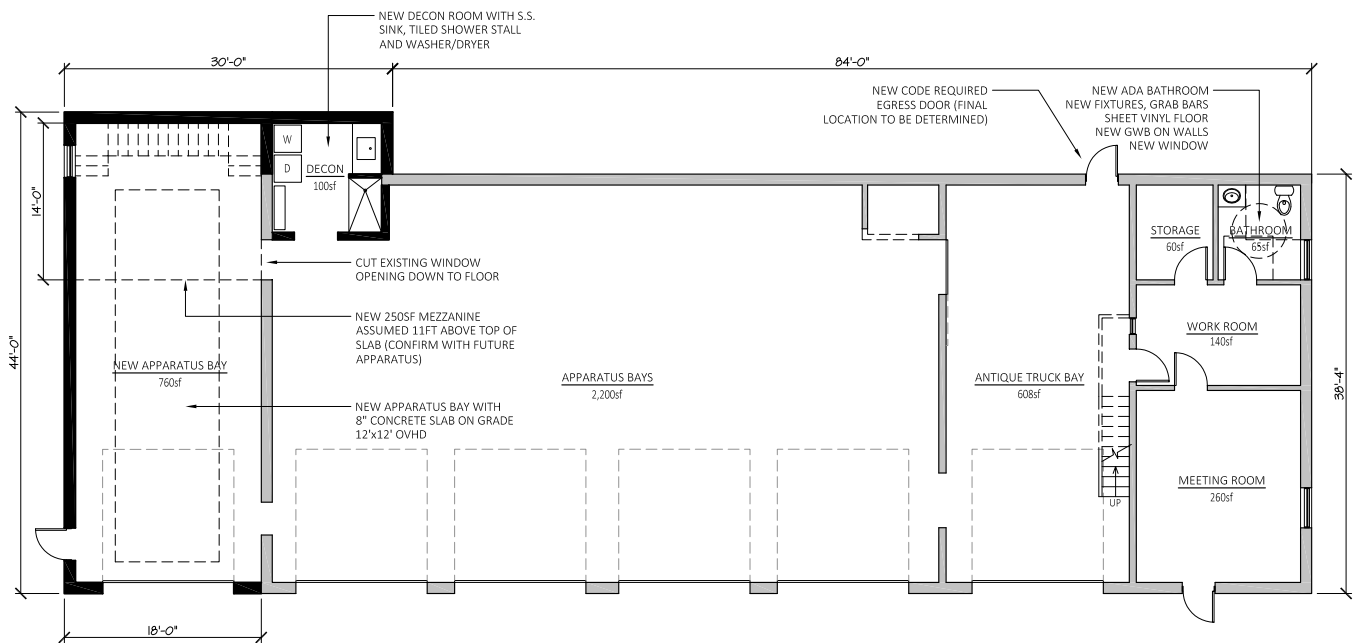 NEW DECON ROOM WITH S.S.
SINK, TILED SHOWER STALL
AND WASHER/DRYER
30'-0"
84'-0"
NEW CODE REQUIRED
EGRESS DOOR (FINAL
LOCATION TO BE DETERMINED)
NEW ADA BATHROOM
NEW FIXTURES, GRAB BARS
SHEET VINYL FLOOR
NEW GWB ON WALLS
NEW WINDOW
W
D
DECON
100sf
14'-0"
44'-0"
STORAGE
60sf
BATHROOM
65sf
CUT EXISTING WINDOW
OPENING DOWN TO FLOOR
NEW 250SF MEZZANINE
ASSUMED 11FT ABOVE TOP OF
SLAB (CONFIRM WITH FUTURE
APPARATUS)
WORK ROOM
140sf
NEW APPARATUS BAY
760sf
APPARATUS BAYS
2,200sf
ANTIQUE TRUCK BAY
608sf
38'-4"
NEW APPARATUS BAY WITH
8" CONCRETE SLAB ON GRADE
12'x12' OVHD
MEETING ROOM
260sf
UP
18'-0"